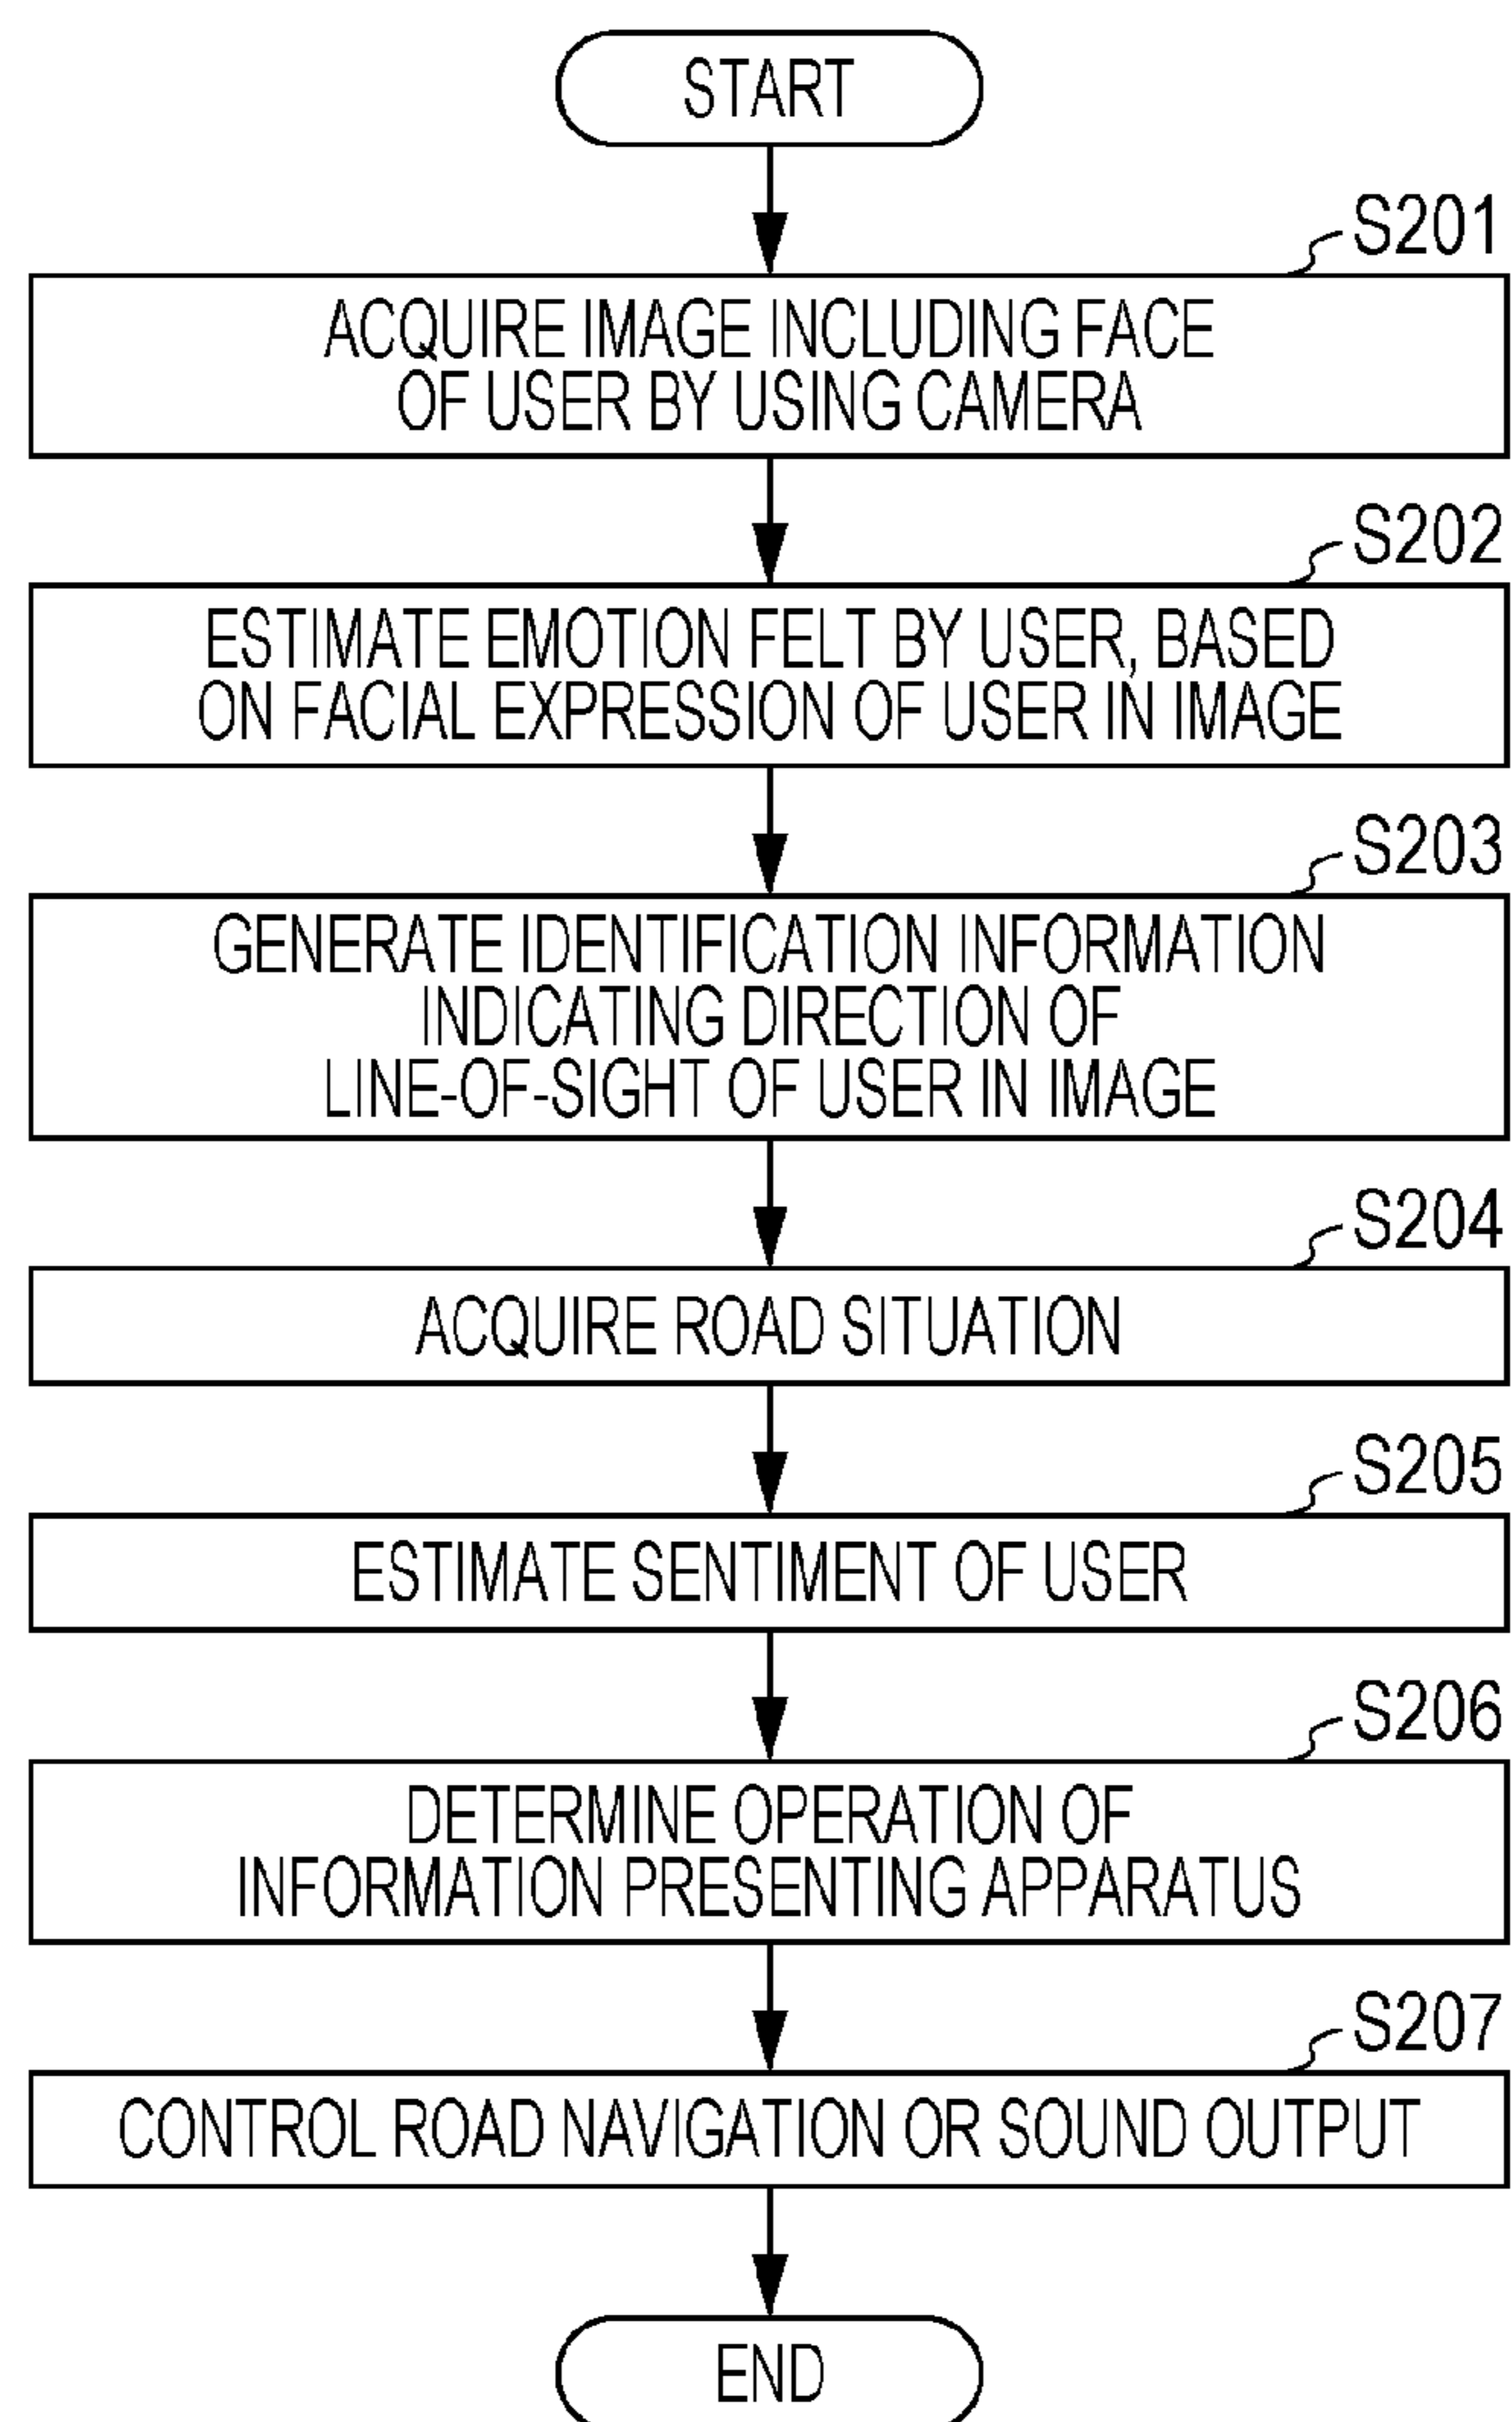 START
S201
ACQUIRE IMAGE INCLUDING FACE
OF USER BY USING CAMERA
S202
ESTIMATE EMOTION FELT BY USER, BASED
ON FACIAL EXPRESSION OF USER IN IMAGE
S203
GENERATE IDENTIFICATION INFORMATION
INDICATING DIRECTION OF
LINE-OF-SIGHT OF USER IN IMAGE
S204
ACQUIRE ROAD SITUATION
S205
ESTIMATE SENTIMENT OF USER
S206
DETERMINE OPERATION OF
INFORMATION PRESENTING APPARATUS
S207
CONTROL ROAD NAVIGATION OR SOUND OUTPUT
END